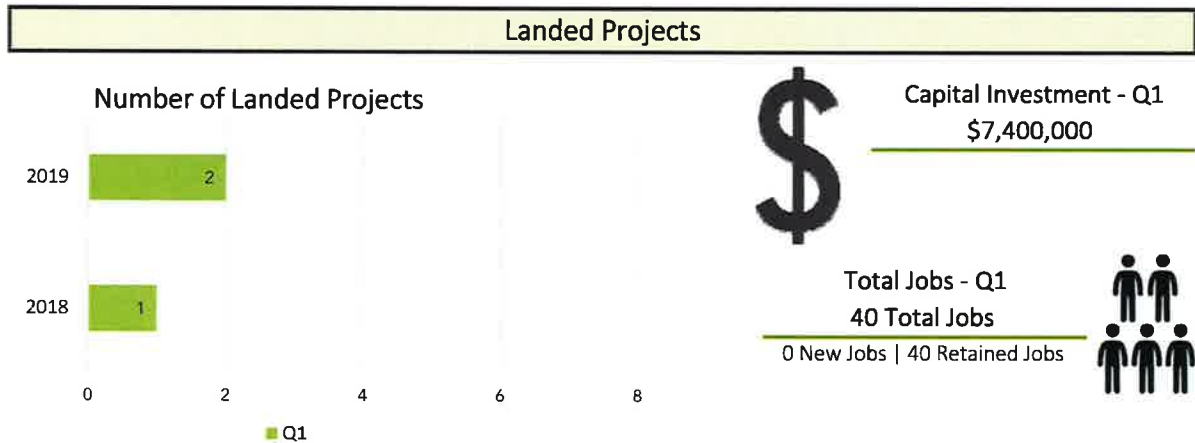 Landed Projects
Number of Landed Projects
2019
2
2018
1
0
2
4
6
8
Q1
$
Capital Investment - Q1
$7,400,000
Total Jobs - Q1
40 Total Jobs
0 New Jobs | 40 Retained Jobs